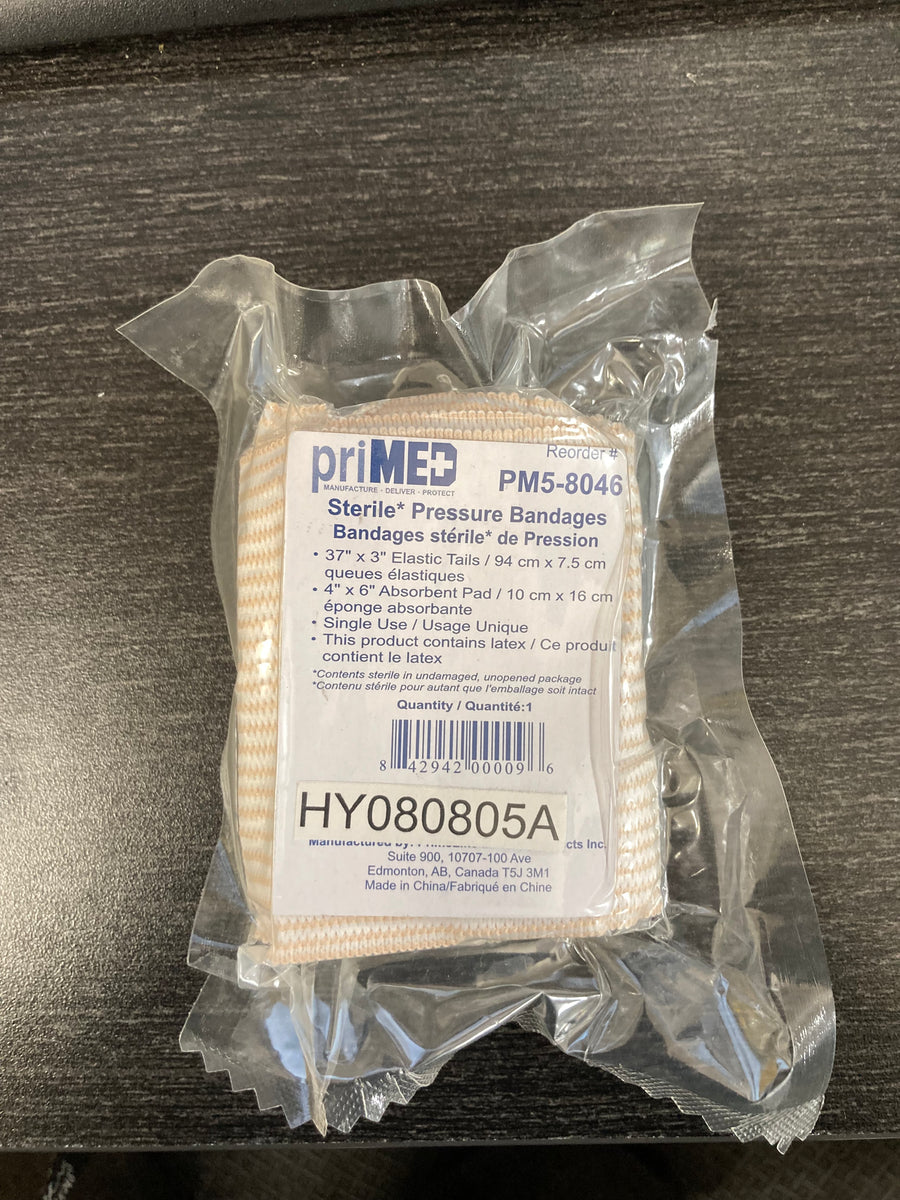 priMED
MANUFACTURE - DELIVER - PROTECT
Reorder #
PM5-8046
Sterile* Pressure Bandages
Bandages stérile* de Pression
• 37" x 3" Elastic Tails / 94 cm x 7.5 cm
queues élastiques
• 4" x 6" Absorbent Pad / 10 cm x 16 cm
éponge absorbante
• Single Use / Usage Unique
• This product contains latex / Ce produit
contient le latex
*Contents sterile in undamaged, unopened package
*Contenu stérile pour autant que l'emballage soit intact
Quantity / Quantité:1
8 42942 00009 6
HY080805A
Manufactured by: Inc.
Suite 900, 10707-100 Ave
Edmonton, AB, Canada T5J 3M1
Made in China/Fabriqué en Chine